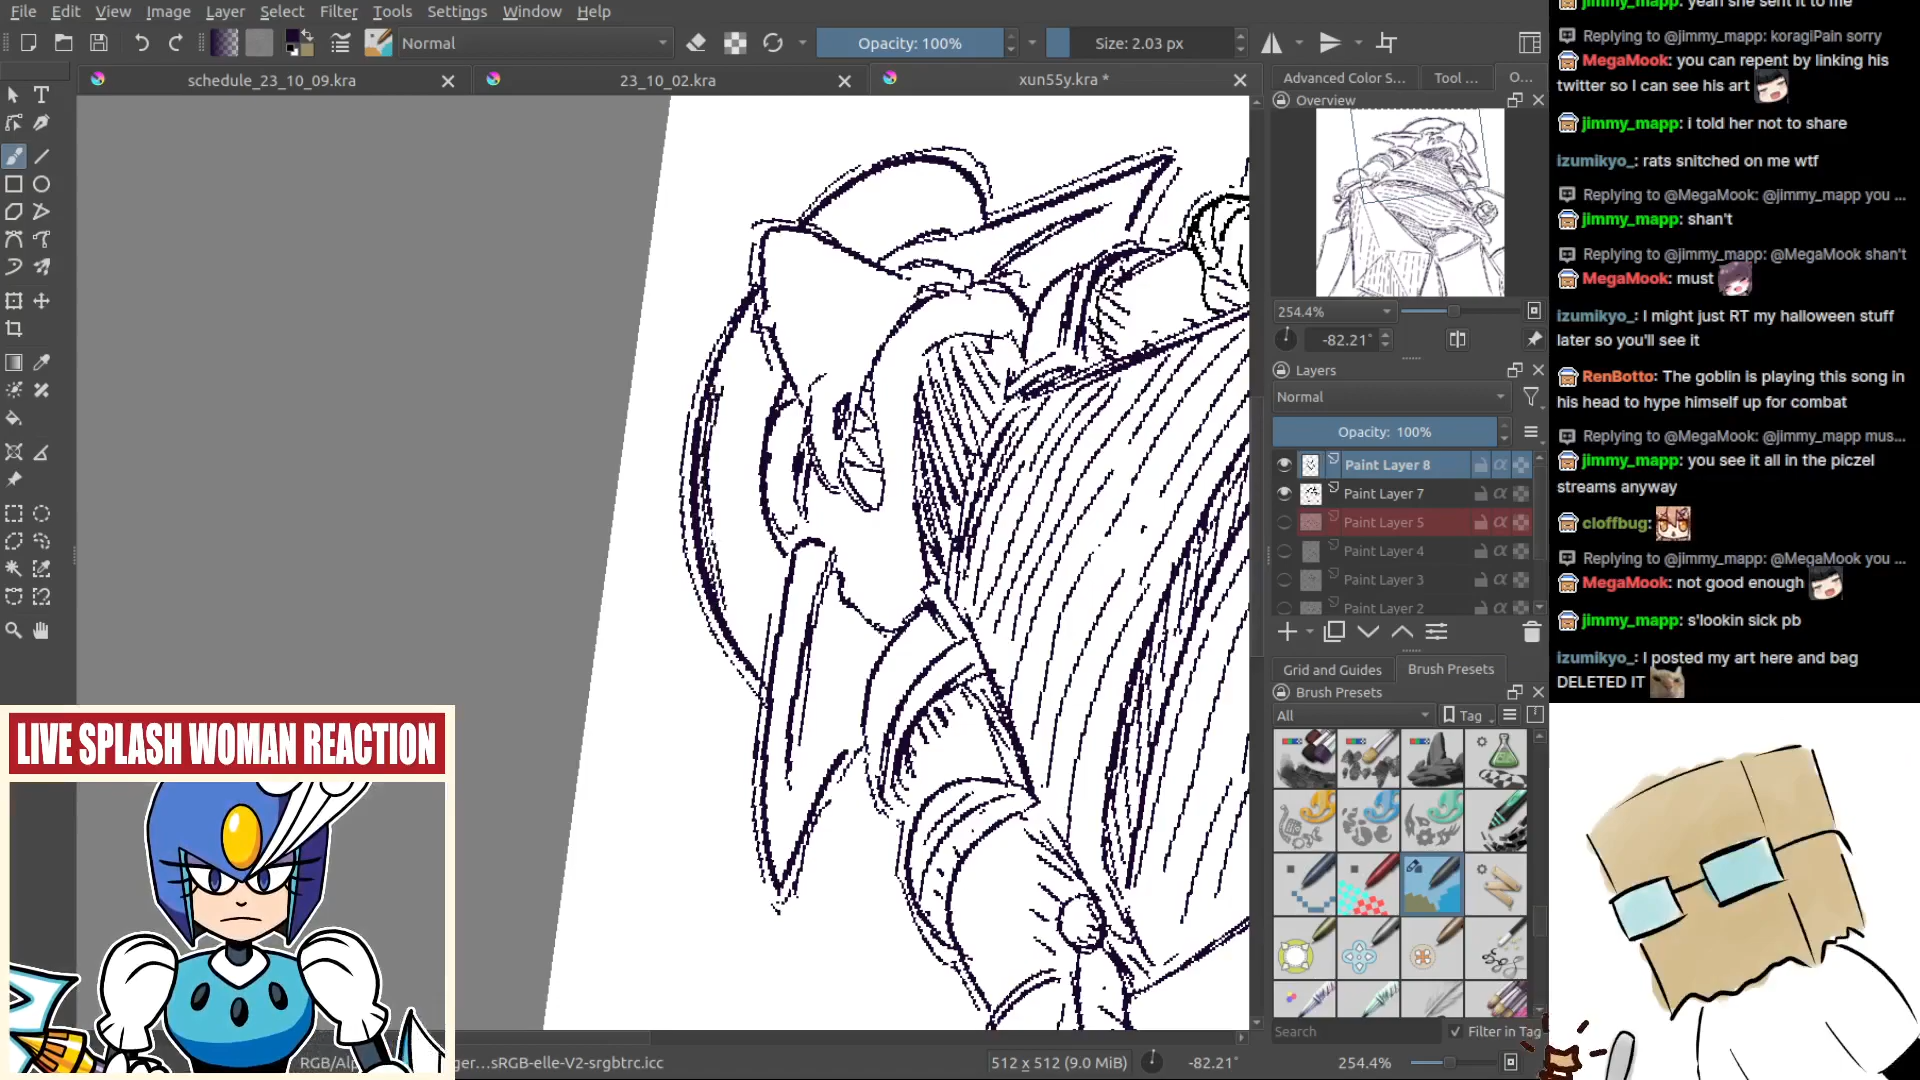 File Edit View Image Layer Select Filter Tools Settings Window Help
Normal Opacity: 100% Size: 2.03 px
schedule_23_10_09.kra 23_10_02.kra xun55y.kra *
Advanced Color S... Tool ... O...
Overview
254.4%
-82.21°
Layers
Normal
Opacity: 100%
Paint Layer 8
Paint Layer 7
Paint Layer 5
Paint Layer 4
Paint Layer 3
Paint Layer 2
Grid and Guides Brush Presets
Brush Presets
All Tag
Search Filter in Tag
512 x 512 (9.0 MiB) -82.21° 254.4%
RGB/Alp ger...sRGB-elle-V2-srgbtrc.icc
LIVE SPLASH WOMAN REACTION
jimmy_mapp: yeah she sent it to me
Replying to @jimmy_mapp: koragiPain sorry
MegaMook: you can repent by linking his
twitter so I can see his art
jimmy_mapp: i told her not to share
izumikyo_: rats snitched on me wtf
Replying to @MegaMook: @jimmy_mapp you ...
jimmy_mapp: shan't
Replying to @jimmy_mapp: @MegaMook shan't
MegaMook: must
izumikyo_: I might just RT my halloween stuff
later so you'll see it
RenBotto: The goblin is playing this song in
his head to hype himself up for combat
Replying to @MegaMook: @jimmy_mapp mus...
jimmy_mapp: you see it all in the piczel
streams anyway
cloffbug:
Replying to @jimmy_mapp: @MegaMook you ...
MegaMook: not good enough
jimmy_mapp: s'lookin sick pb
izumikyo_: I posted my art here and bag
DELETED IT